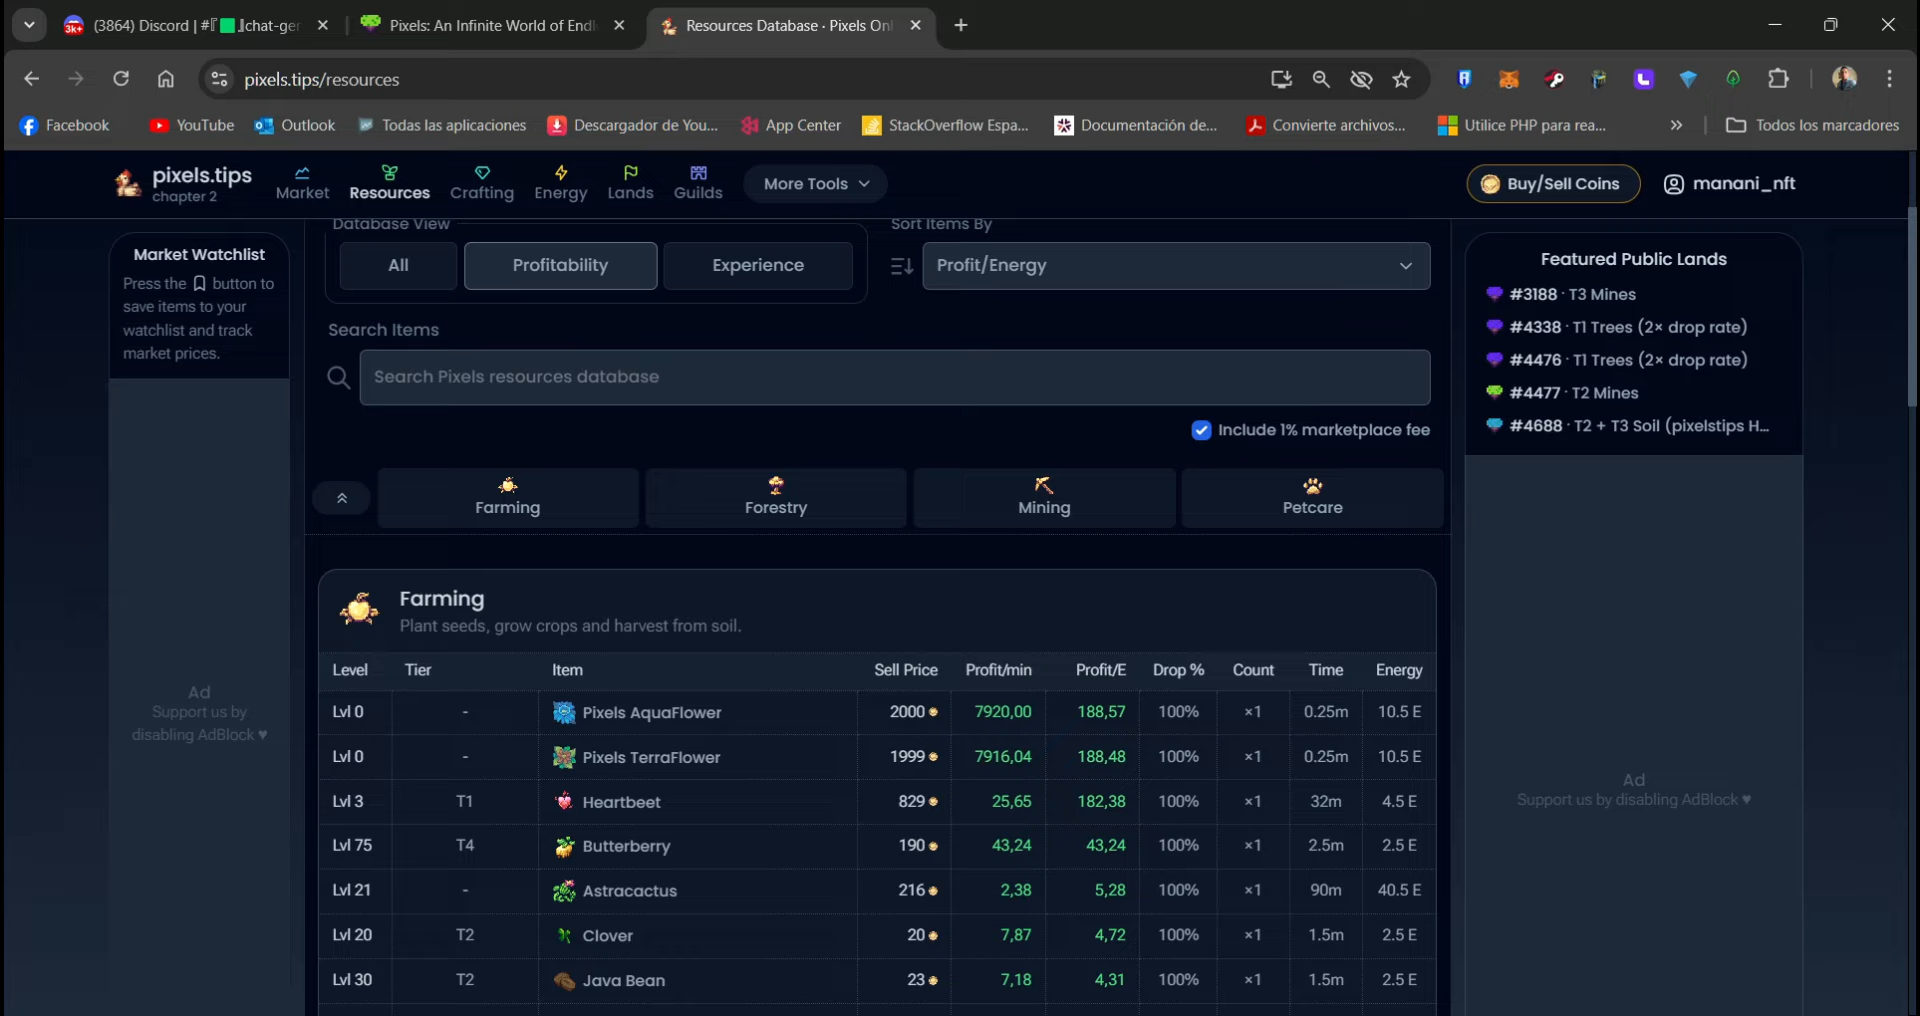 (3864) Discord | #『🟩』chat-ger
Pixels: An Infinite World of Endl
Resources Database · Pixels Onl
3k+
pixels.tips/resources
Facebook
YouTube
Outlook
Todas las aplicaciones
Descargador de You...
App Center
StackOverflow Espa...
Documentación de...
Convierte archivos...
Utilice PHP para rea...
»
Todos los marcadores
pixels.tips
chapter 2
Market
Resources
Crafting
Energy
Lands
Guilds
More Tools
Buy/Sell Coins
manani_nft
Market Watchlist
Press the button to
save items to your
watchlist and track
market prices.
Ad
Support us by
disabling AdBlock ♥
Database View
All
Profitability
Experience
Sort Items By
Profit/Energy
Search Items
Search Pixels resources database
Include 1% marketplace fee
Farming
Forestry
Mining
Petcare
Farming
Plant seeds, grow crops and harvest from soil.
Level Tier Item Sell Price Profit/min Profit/E Drop % Count Time Energy
Lvl 0 - Pixels AquaFlower 2000 7920,00 188,57 100% ×1 0.25m 10.5 E
Lvl 0 - Pixels TerraFlower 1999 7916,04 188,48 100% ×1 0.25m 10.5 E
Lvl 3 T1 Heartbeet 829 25,65 182,38 100% ×1 32m 4.5 E
Lvl 75 T4 Butterberry 190 43,24 43,24 100% ×1 2.5m 2.5 E
Lvl 21 - Astracactus 216 2,38 5,28 100% ×1 90m 40.5 E
Lvl 20 T2 Clover 20 7,87 4,72 100% ×1 1.5m 2.5 E
Lvl 30 T2 Java Bean 23 7,18 4,31 100% ×1 1.5m 2.5 E
Featured Public Lands
#3188 · T3 Mines
#4338 · T1 Trees (2× drop rate)
#4476 · T1 Trees (2× drop rate)
#4477 · T2 Mines
#4688 · T2 + T3 Soil (pixelstips H...
Ad
Support us by disabling AdBlock ♥